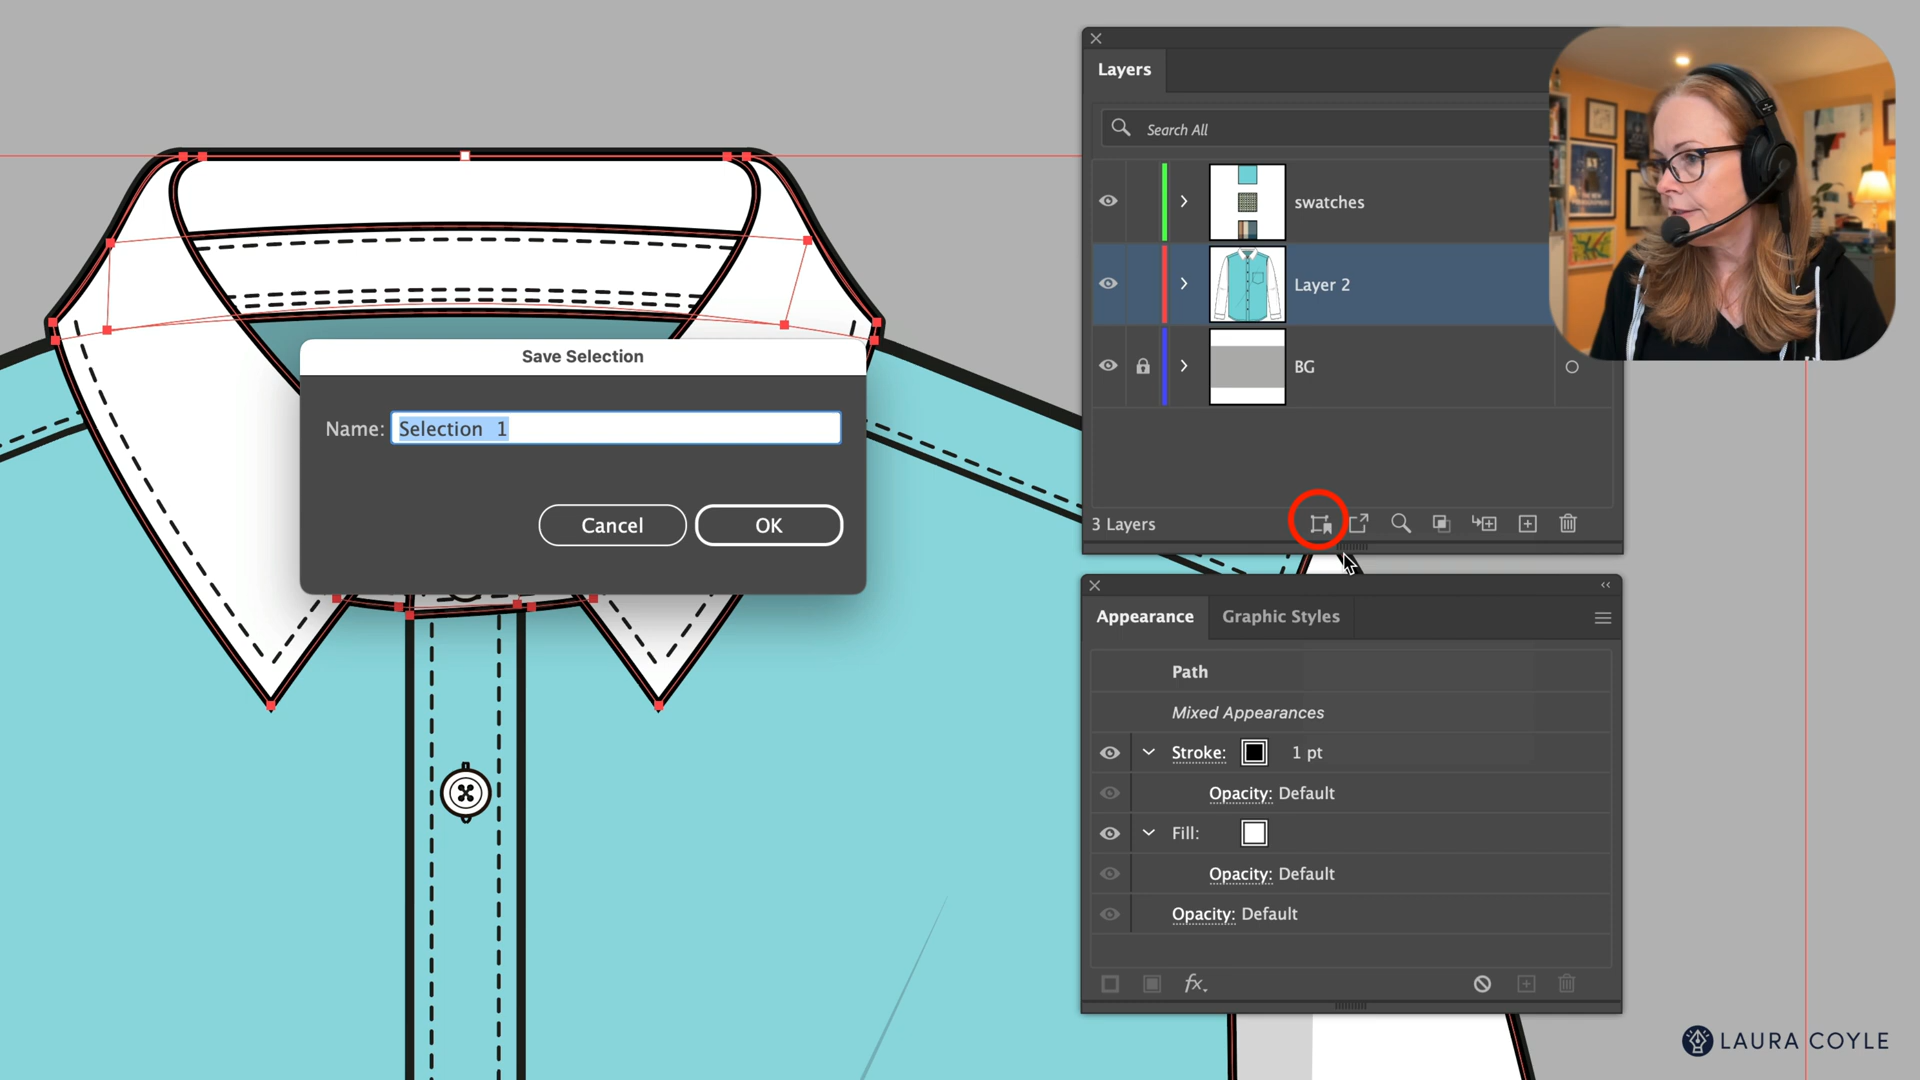 Layers
Search All
swatches
Layer 2
BG
3 Layers
Save Selection
Name: Selection 1
Cancel
OK
Appearance
Graphic Styles
Path
Mixed Appearances
Stroke: 1 pt
Opacity: Default
Fill:
Opacity: Default
Opacity: Default
fx
LAURA COYLE